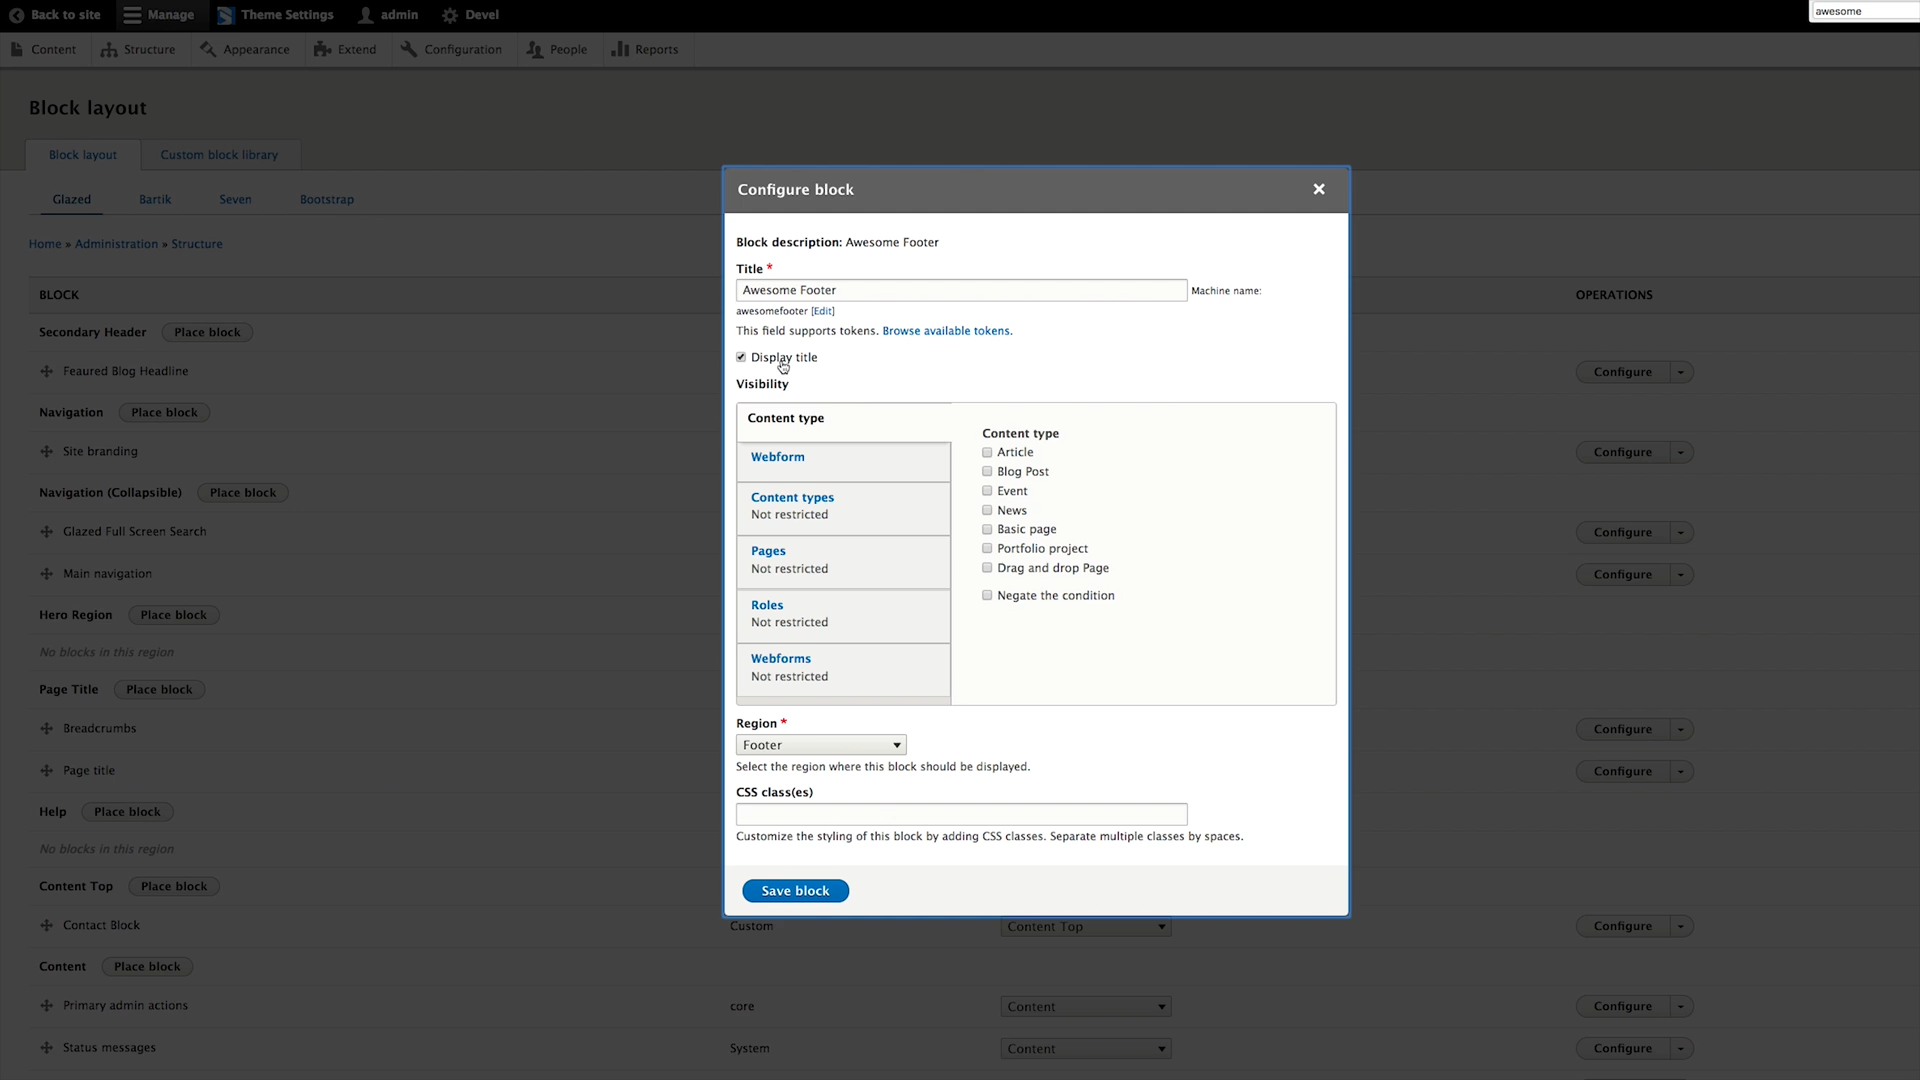 Back to site Manage Theme Settings admin Devel awesome
Content Structure Appearance Extend Configuration People Reports
Block layout
Block layout Custom block library
Glazed Bartik Seven Bootstrap
Home » Administration » Structure
BLOCK OPERATIONS
Secondary Header Place block
Feaured Blog Headline Configure
Navigation Place block
Site branding Configure
Navigation (Collapsible) Place block
Glazed Full Screen Search Configure
Main navigation Configure
Hero Region Place block
No blocks in this region
Page Title Place block
Breadcrumbs Configure
Page title Configure
Help Place block
No blocks in this region
Content Top Place block
Contact Block Custom Content Top Configure
Content Place block
Primary admin actions core Content Configure
Status messages System Content Configure
Configure block
Block description: Awesome Footer
Title *
Awesome Footer Machine name:
awesomefooter [Edit]
This field supports tokens. Browse available tokens.
Display title
Visibility
Content type
Webform
Content types
Not restricted
Pages
Not restricted
Roles
Not restricted
Webforms
Not restricted
Content type
Article
Blog Post
Event
News
Basic page
Portfolio project
Drag and drop Page
Negate the condition
Region *
Footer
Select the region where this block should be displayed.
CSS class(es)
Customize the styling of this block by adding CSS classes. Separate multiple classes by spaces.
Save block